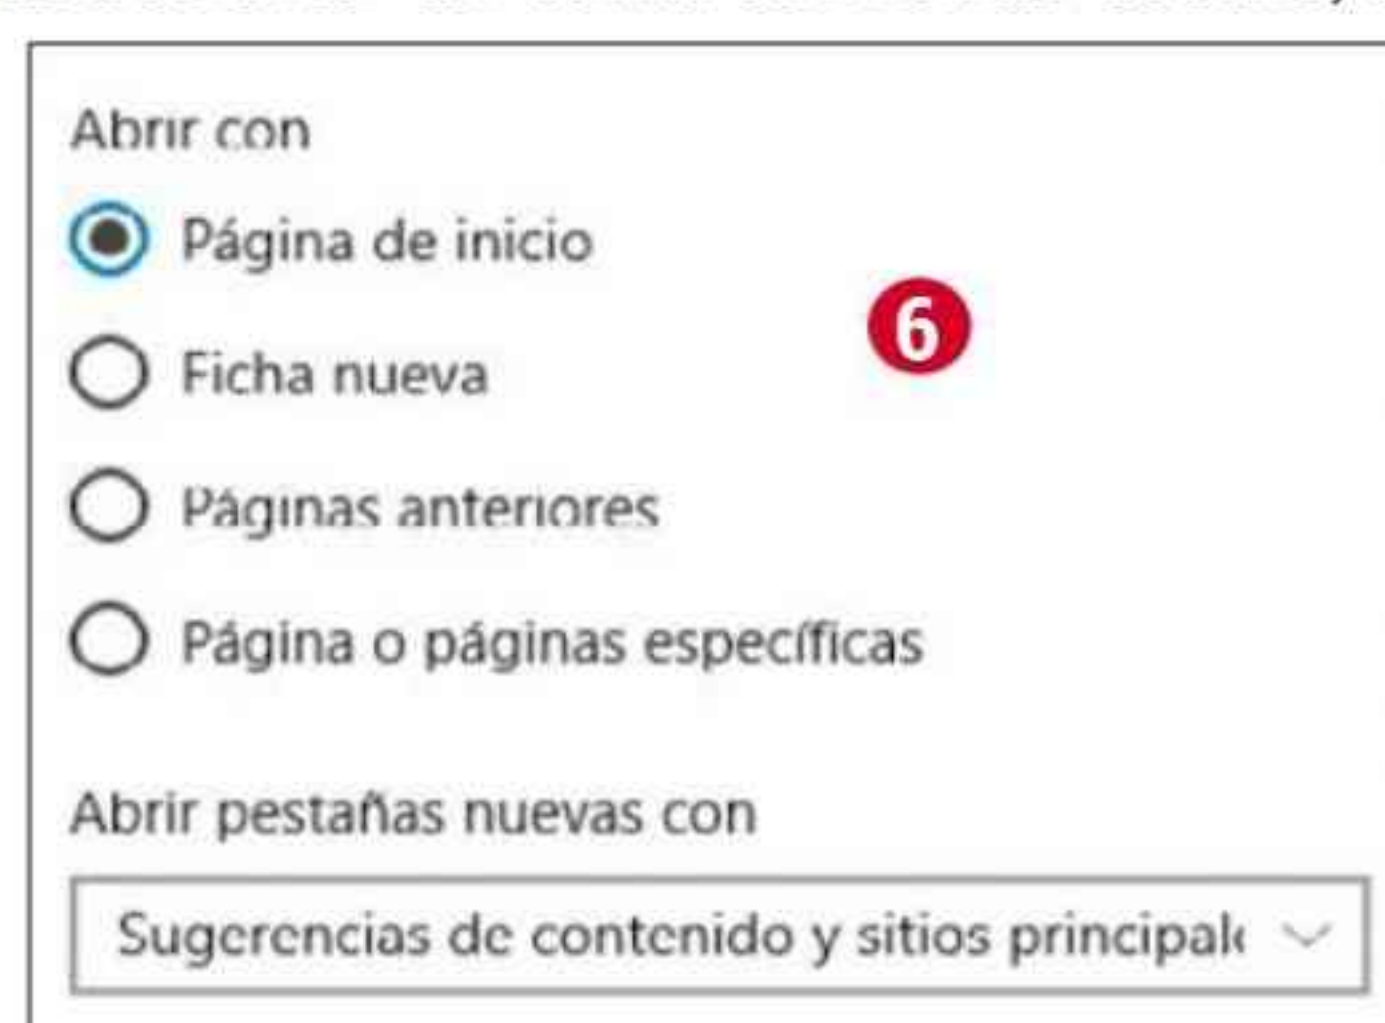 Abrir con
Página de inicio
6
Ficha nueva
Páginas anteriores
Página o páginas específicas
Abrir pestañas nuevas con
Sugerencias de contenido y sitios principale